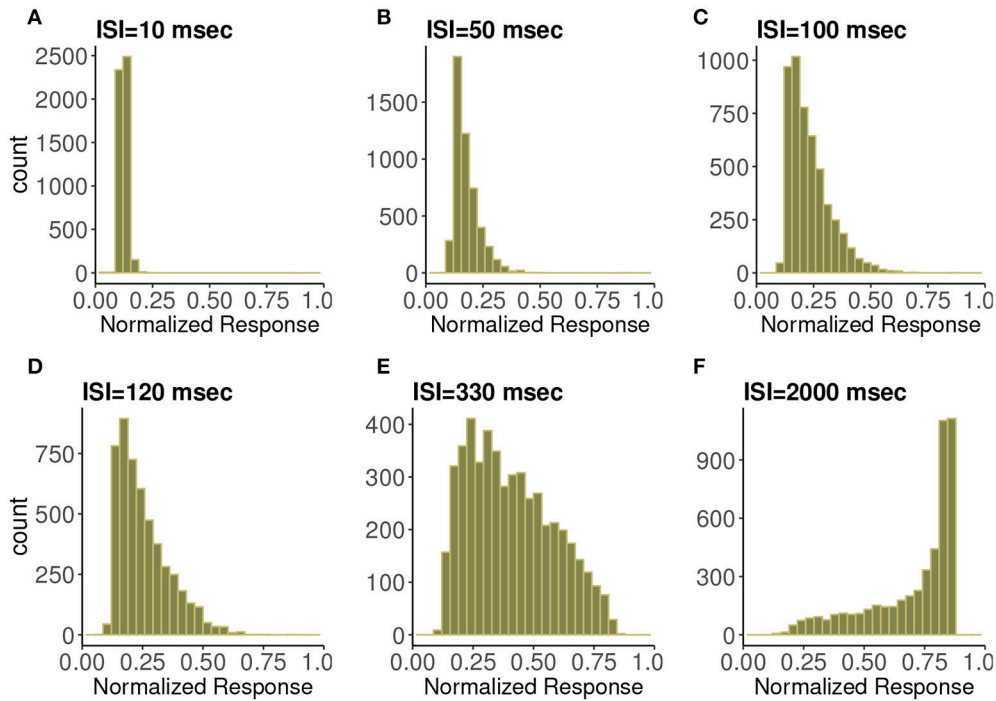 A
ISI=10 msec
count
2500
2000
1500
1000
500
0
0.00 0.25 0.50 0.75 1.0
Normalized Response
B
ISI=50 msec
1500
1000
500
0
0.00 0.25 0.50 0.75 1.0
Normalized Response
C
ISI=100 msec
1000
750
500
250
0
0.00 0.25 0.50 0.75 1.0
Normalized Response
D
ISI=120 msec
count
750
500
250
0
0.00 0.25 0.50 0.75 1.0
Normalized Response
E
ISI=330 msec
400
300
200
100
0
0.00 0.25 0.50 0.75 1.0
Normalized Response
F
ISI=2000 msec
900
600
300
0
0.00 0.25 0.50 0.75 1.0
Normalized Response